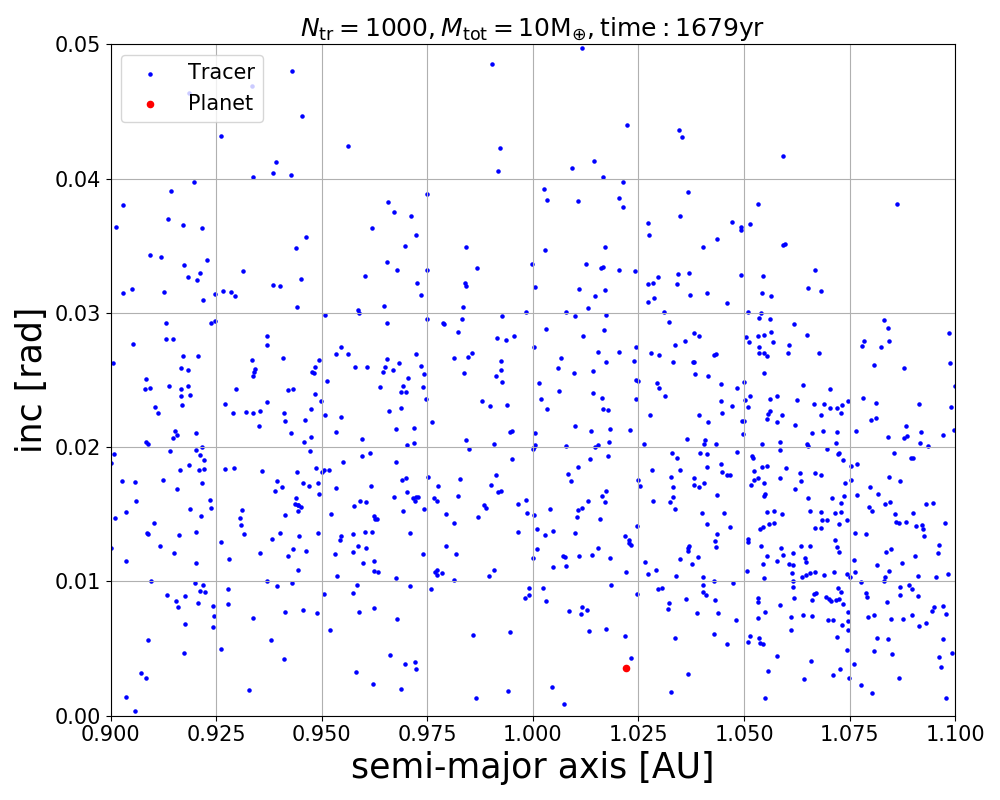 N_tr = 1000, M_tot = 10M_⊕, time : 1679yr
Tracer
Planet
0.05
0.04
0.03
0.02
0.01
0.00
inc [rad]
0.900 0.925 0.950 0.975 1.000 1.025 1.050 1.075 1.100
semi-major axis [AU]